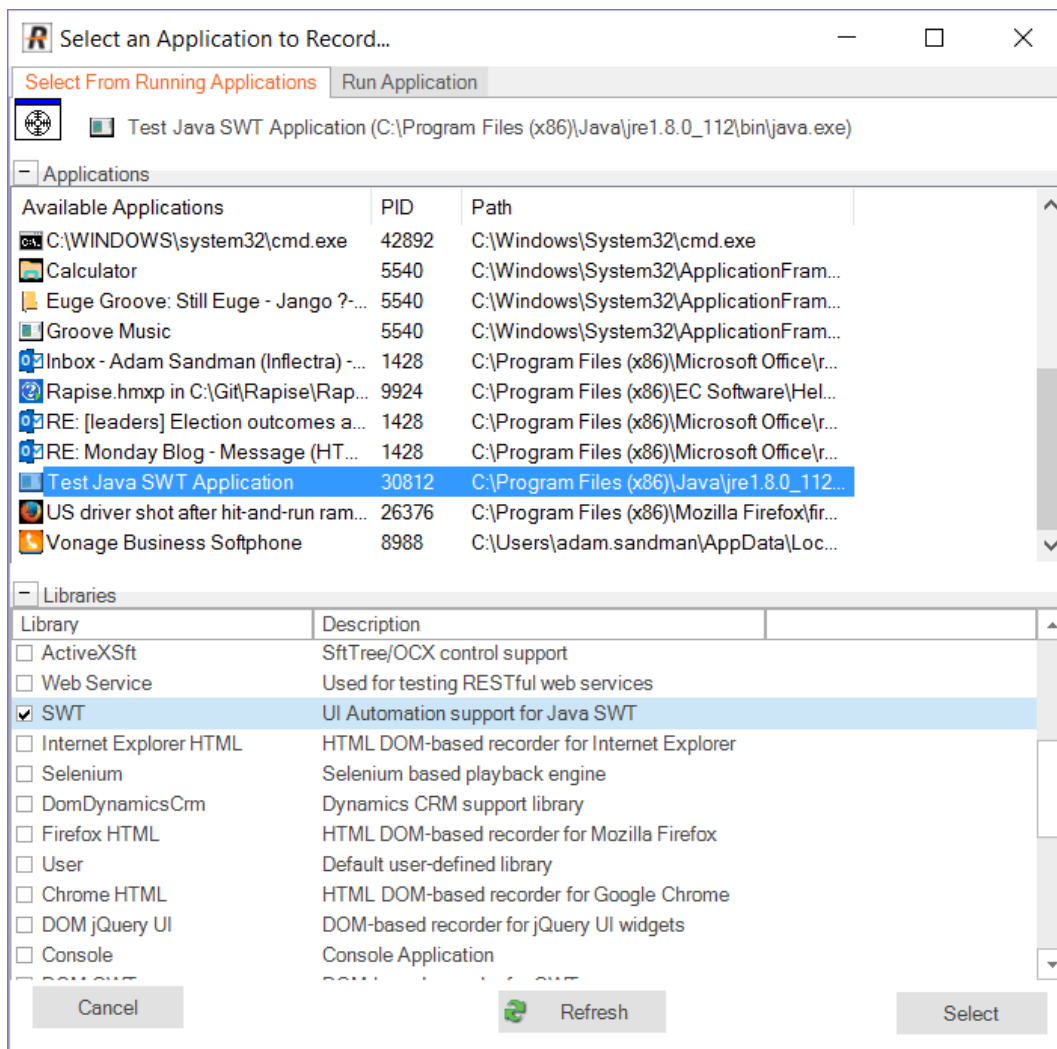 Select an Application to Record...
Select From Running Applications Run Application
Test Java SWT Application (C:\Program Files (x86)\Java\jre1.8.0_112\bin\java.exe)
Applications
Available Applications PID Path
C:\WINDOWS\system32\cmd.exe 42892 C:\Windows\System32\cmd.exe
Calculator 5540 C:\Windows\System32\ApplicationFram...
Euge Groove: Still Euge - Jango ?-... 5540 C:\Windows\System32\ApplicationFram...
Groove Music 5540 C:\Windows\System32\ApplicationFram...
Inbox - Adam Sandman (Inflectra) -... 1428 C:\Program Files (x86)\Microsoft Office\r...
Rapise.hmxp in C:\Git\Rapise\Rap... 9924 C:\Program Files (x86)\EC Software\Hel...
RE: [leaders] Election outcomes a... 1428 C:\Program Files (x86)\Microsoft Office\r...
RE: Monday Blog - Message (HT... 1428 C:\Program Files (x86)\Microsoft Office\r...
Test Java SWT Application 30812 C:\Program Files (x86)\Java\jre1.8.0_112...
US driver shot after hit-and-run ram... 26376 C:\Program Files (x86)\Mozilla Firefox\fir...
Vonage Business Softphone 8988 C:\Users\adam.sandman\AppData\Loc...
Libraries
Library Description
ActiveXSft SftTree/OCX control support
Web Service Used for testing RESTful web services
SWT UI Automation support for Java SWT
Internet Explorer HTML HTML DOM-based recorder for Internet Explorer
Selenium Selenium based playback engine
DomDynamicsCrm Dynamics CRM support library
Firefox HTML HTML DOM-based recorder for Mozilla Firefox
User Default user-defined library
Chrome HTML HTML DOM-based recorder for Google Chrome
DOM jQuery UI DOM-based recorder for jQuery UI widgets
Console Console Application
Cancel Refresh Select